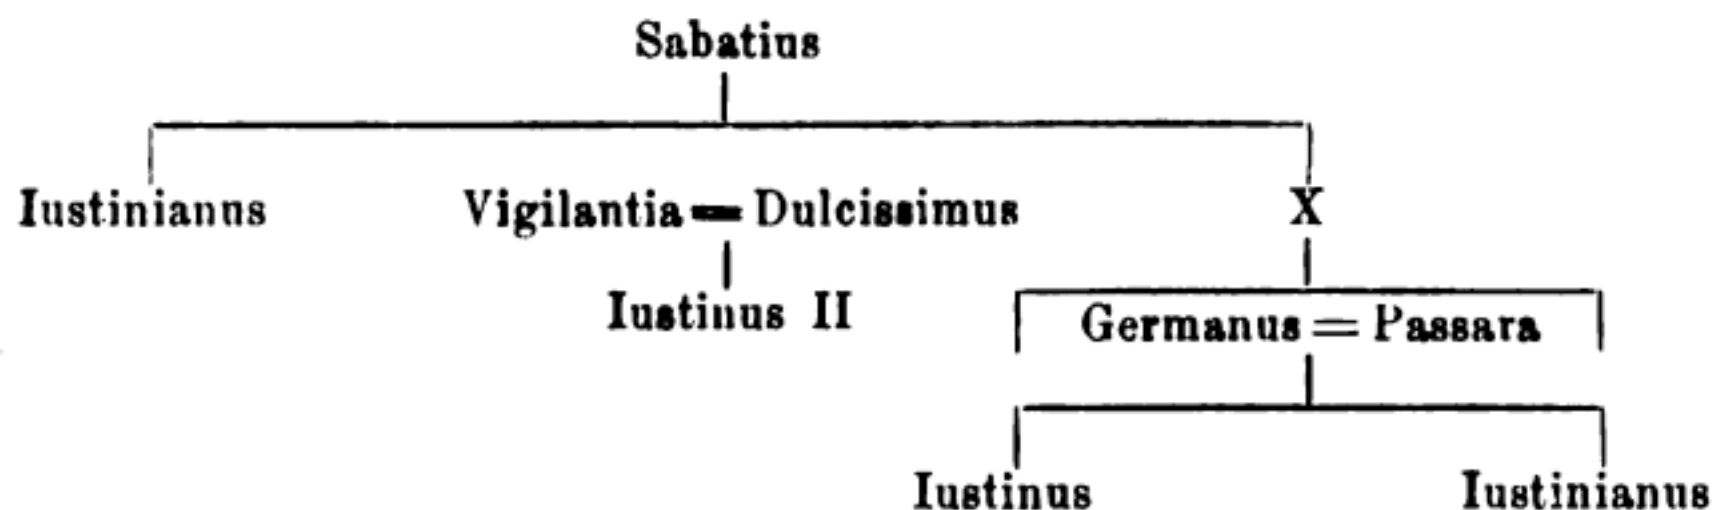 Sabatius
Iustinianus Vigilantia = Dulcissimus X
Iustinus II
Germanus = Passara
Iustinus Iustinianus